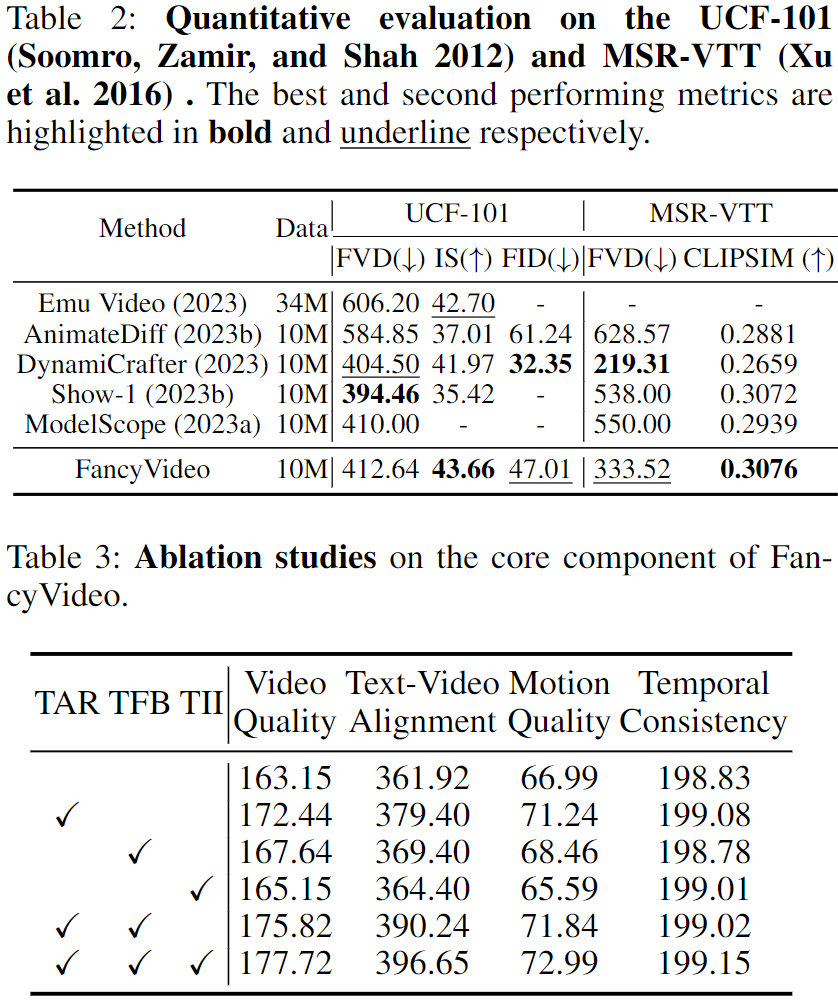 Table 2: Quantitative evaluation on the UCF-101
(Soomro, Zamir, and Shah 2012) and MSR-VTT (Xu
et al. 2016) . The best and second performing metrics are
highlighted in bold and underline respectively.
Method Data UCF-101 MSR-VTT
FVD(↓) IS(↑) FID(↓) FVD(↓) CLIPSIM (↑)
Emu Video (2023) 34M 606.20 42.70 - - -
AnimateDiff (2023b) 10M 584.85 37.01 61.24 628.57 0.2881
DynamiCrafter (2023) 10M 404.50 41.97 32.35 219.31 0.2659
Show-1 (2023b) 10M 394.46 35.42 - 538.00 0.3072
ModelScope (2023a) 10M 410.00 - - 550.00 0.2939
FancyVideo 10M 412.64 43.66 47.01 333.52 0.3076
Table 3: Ablation studies on the core component of Fan-
cyVideo.
TAR TFB TII Video Quality Text-Video Alignment Motion Quality Temporal Consistency
163.15 361.92 66.99 198.83
✓ 172.44 379.40 71.24 199.08
✓ 167.64 369.40 68.46 198.78
✓ 165.15 364.40 65.59 199.01
✓ ✓ 175.82 390.24 71.84 199.02
✓ ✓ ✓ 177.72 396.65 72.99 199.15